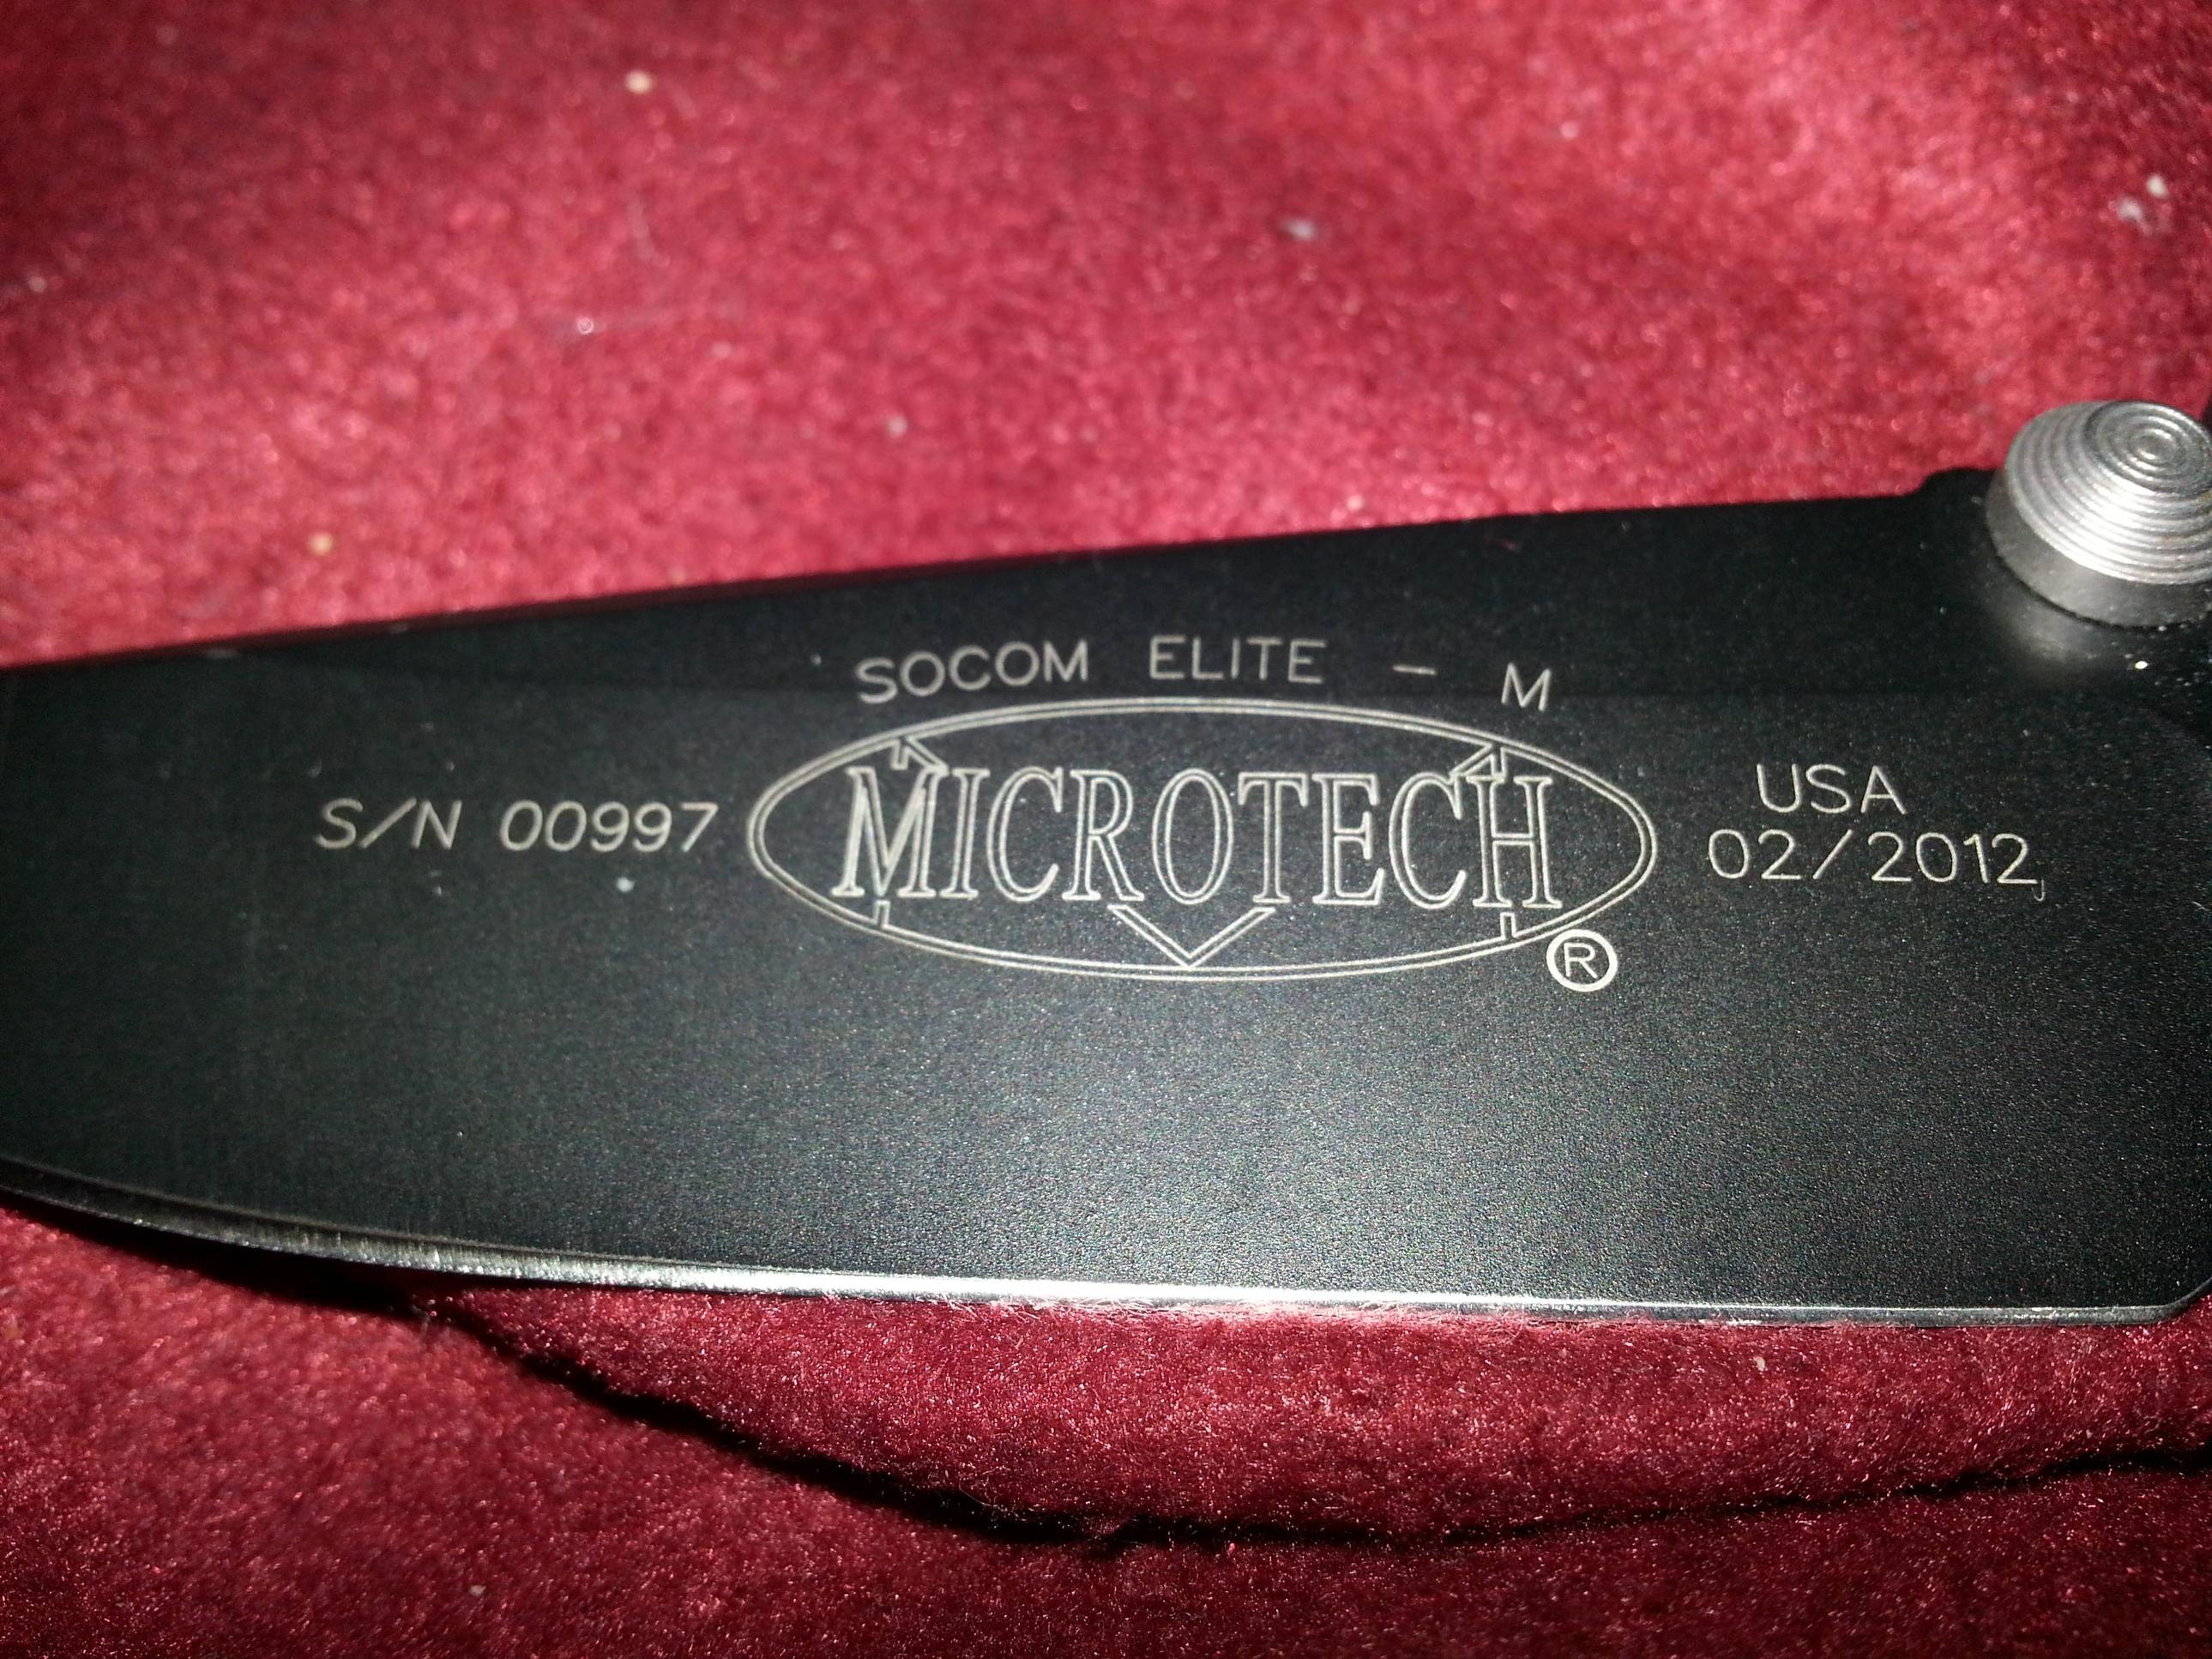 SOCOM ELITE - M
S/N 00997
MICROTECH
®
USA
02/2012